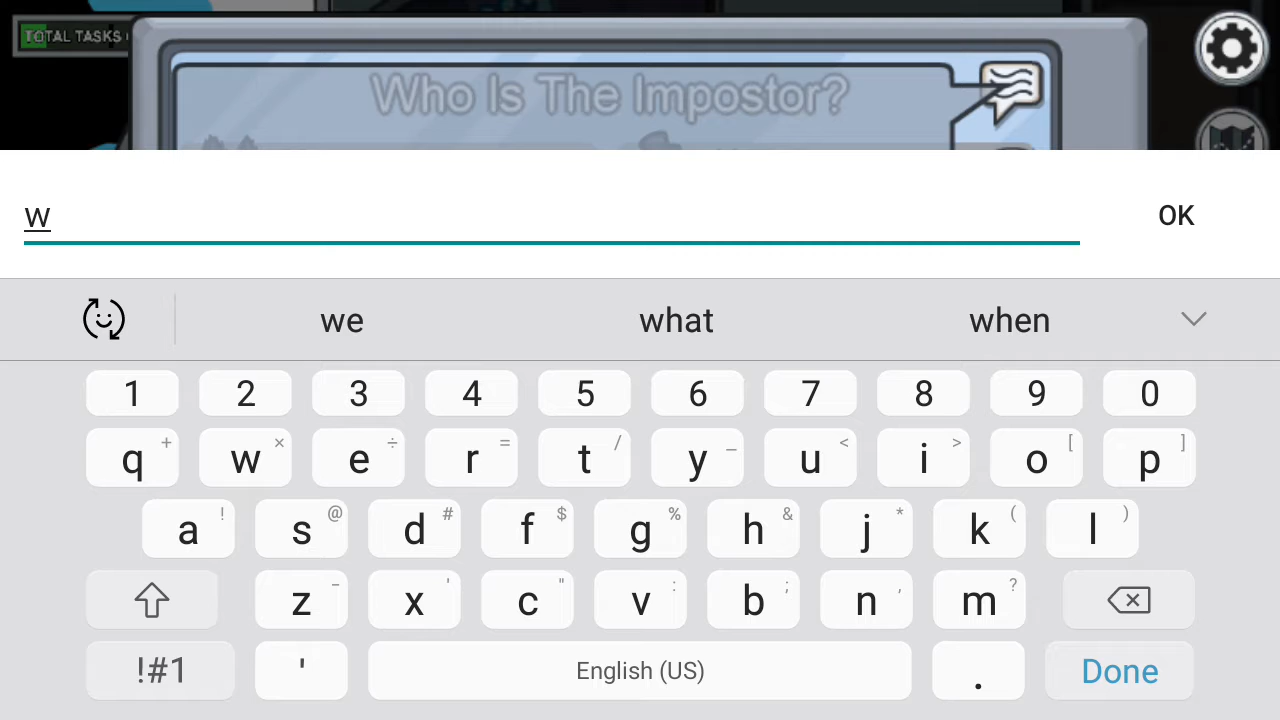 TOTAL TASKS
Who Is The Impostor?
w
OK
we what when
1 2 3 4 5 6 7 8 9 0
q + w × e ÷ r = t / y _ u < i > o [ p ]
a ! s @ d # f $ g % h & j * k ( l )
z - x ' c " v : b ; n , m ?
!#1 ' English (US) . Done